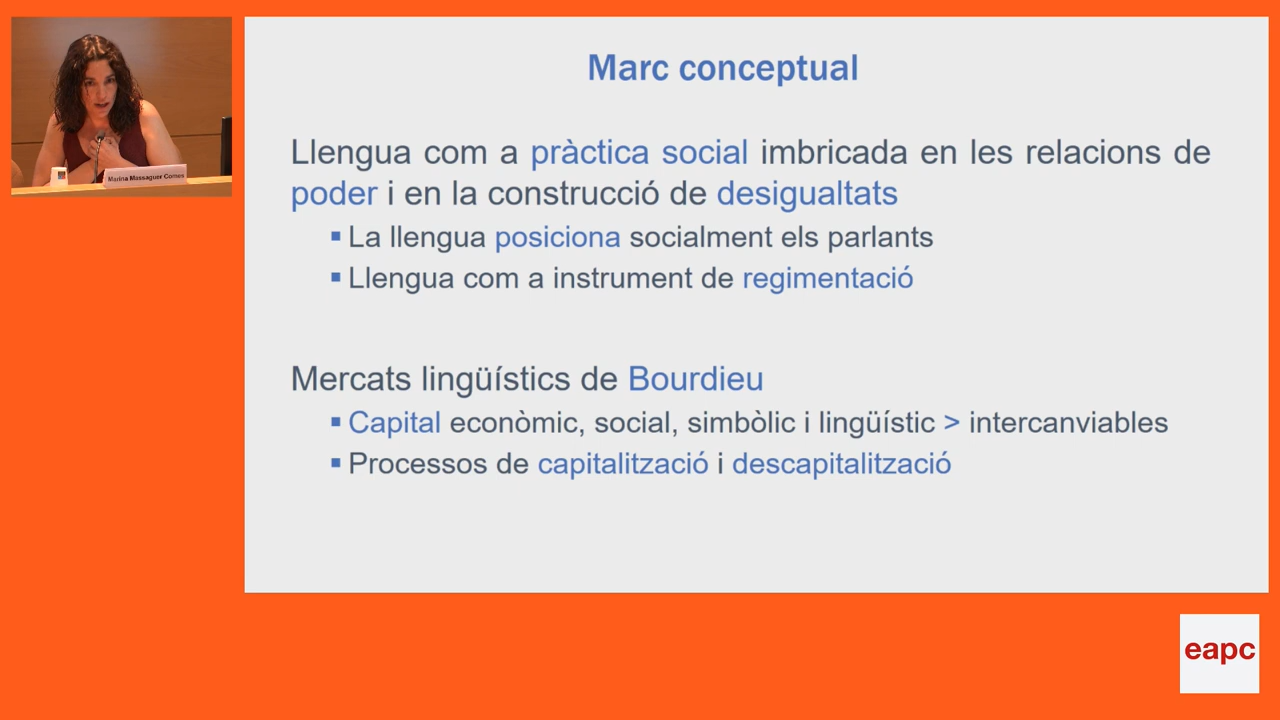 Marina Massaguer Comes
Marc conceptual
Llengua com a pràctica social imbricada en les relacions de
poder i en la construcció de desigualtats
▪ La llengua posiciona socialment els parlants
▪ Llengua com a instrument de regimentació
Mercats lingüístics de Bourdieu
▪ Capital econòmic, social, simbòlic i lingüístic > intercanviables
▪ Processos de capitalització i descapitalització
eapc